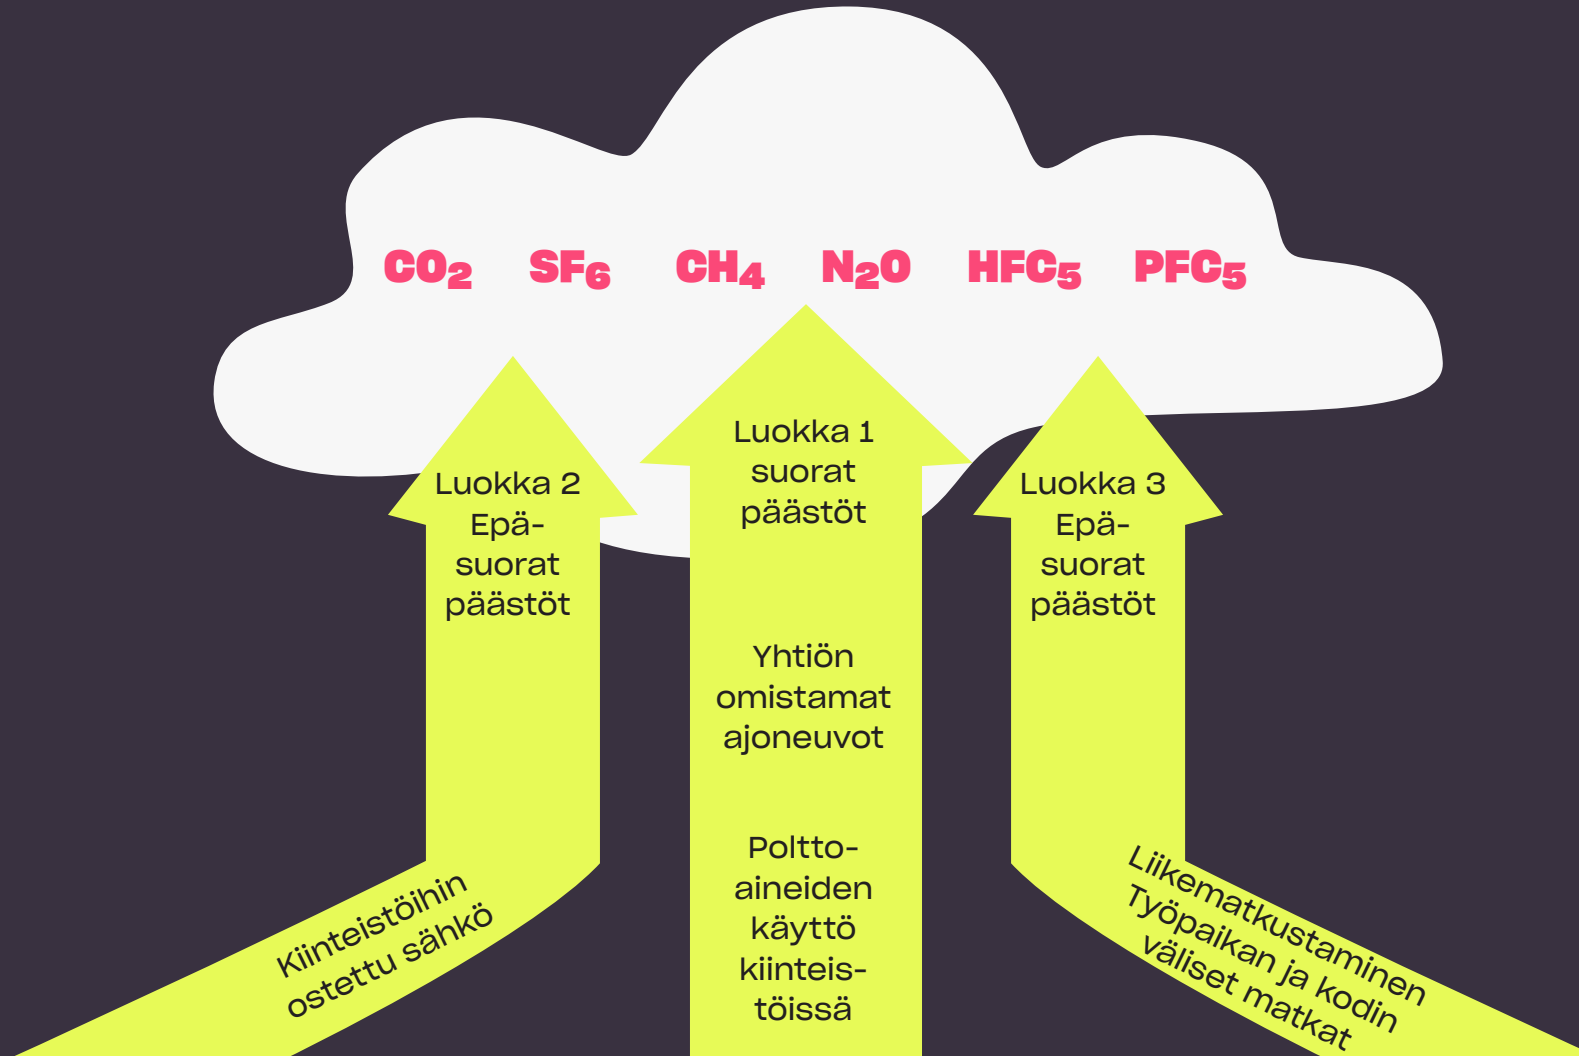 CO₂ SF₆ CH₄ N₂O HFC₅ PFC₅
Luokka 2
Epä-
suorat
päästöt
Kiinteistöihin
ostettu sähkö
Luokka 1
suorat
päästöt
Yhtiön
omistamat
ajoneuvot
Poltto-
aineiden
käyttö
kiinteis-
töissä
Luokka 3
Epä-
suorat
päästöt
Liikematkustaminen
Työpaikan ja kodin
väliset matkat